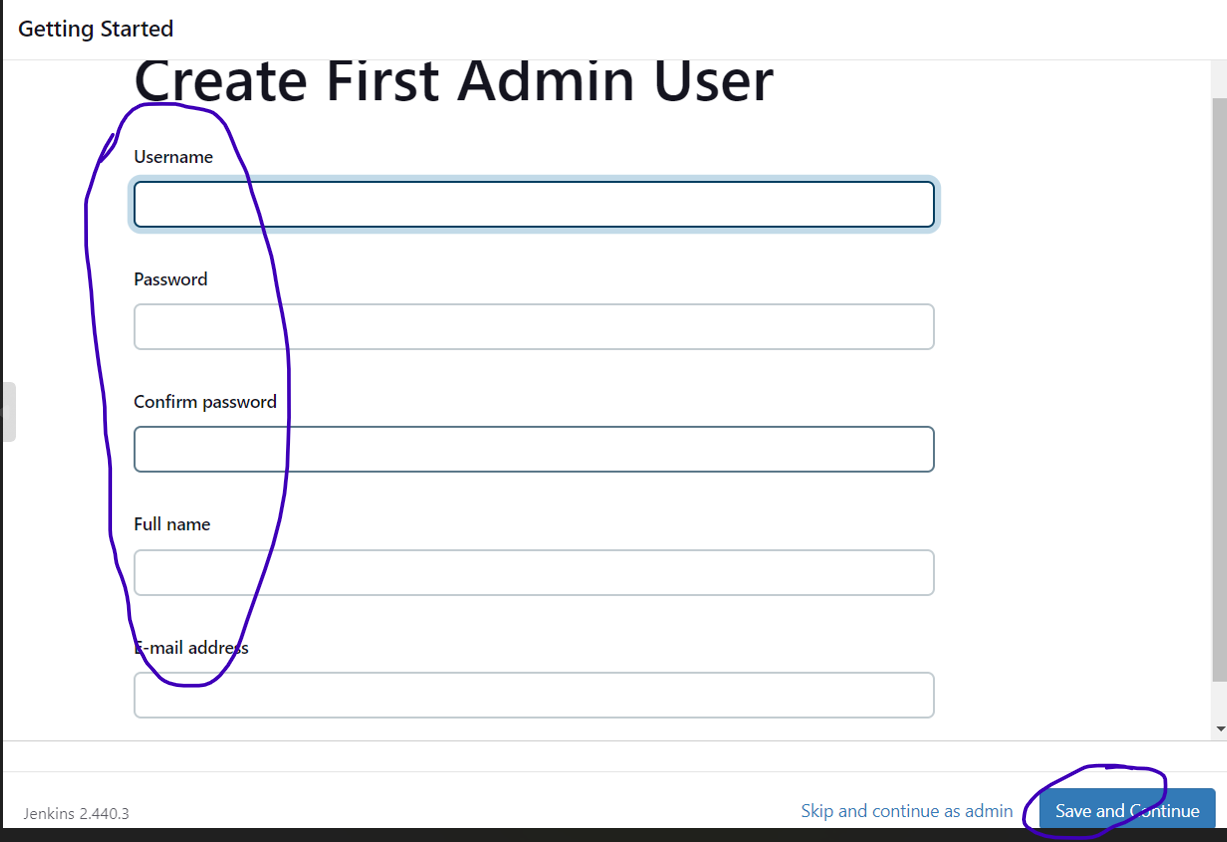 Getting Started
Create First Admin User
Username
Password
Confirm password
Full name
E-mail address
Jenkins 2.440.3
Skip and continue as admin
Save and Continue